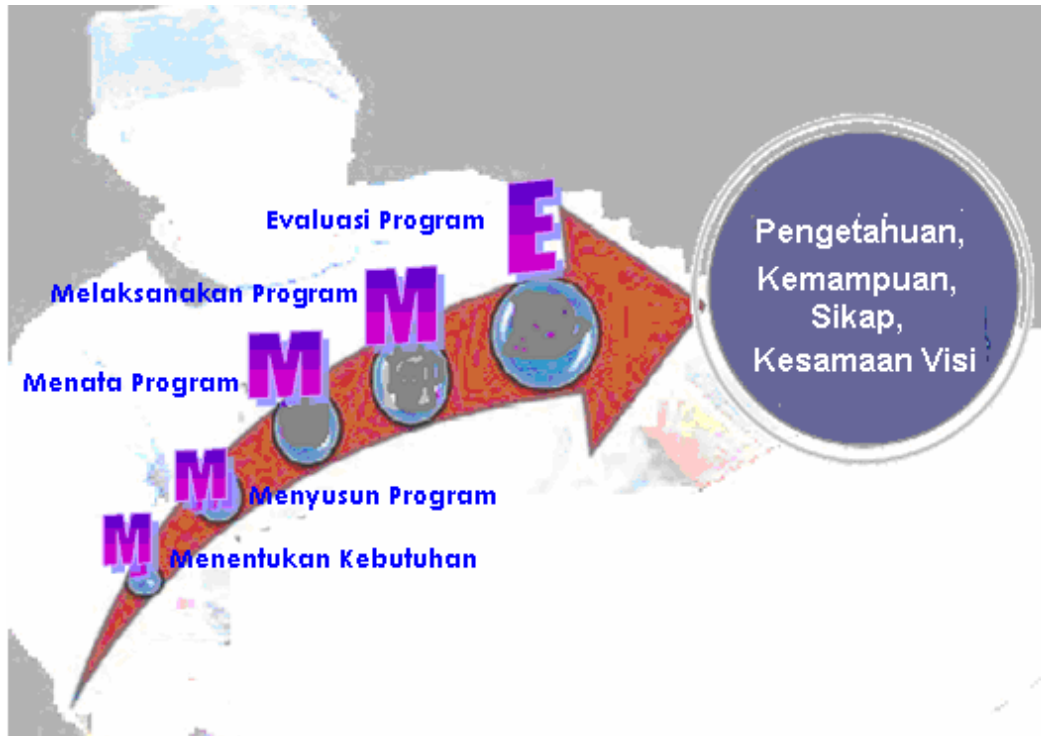 E
Evaluasi Program
M
Melaksanakan Program
M
Menata Program
M
Menyusun Program
M
Menentukan Kebutuhan
Pengetahuan,
Kemampuan,
Sikap,
Kesamaan Visi